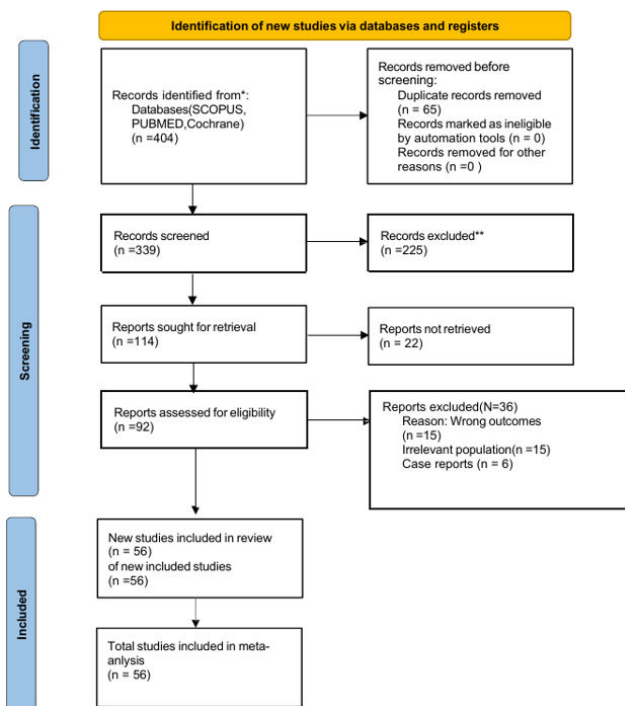 Identification of new studies via databases and registers
Identification
Records identified from*:
Databases(SCOPUS,
PUBMED,Cochrane)
(n =404)
Records removed before
screening:
Duplicate records removed
(n = 65)
Records marked as ineligible
by automation tools (n = 0)
Records removed for other
reasons (n =0 )
Screening
Records screened
(n =339)
Records excluded**
(n =225)
Reports sought for retrieval
(n =114)
Reports not retrieved
(n = 22)
Reports assessed for eligibility
(n =92)
Reports excluded(N=36)
Reason: Wrong outcomes
(n =15)
Irrelevant population(n =15)
Case reports (n = 6)
Included
New studies included in review
(n = 56)
of new included studies
(n =56)
Total studies included in meta-
anlysis
(n = 56)